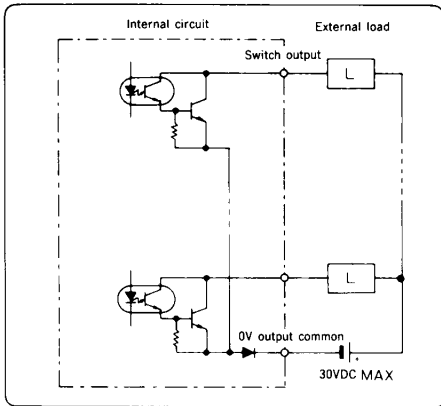 Internal circuit
External load
Switch output
L
L
0V output common
+
30VDC MAX